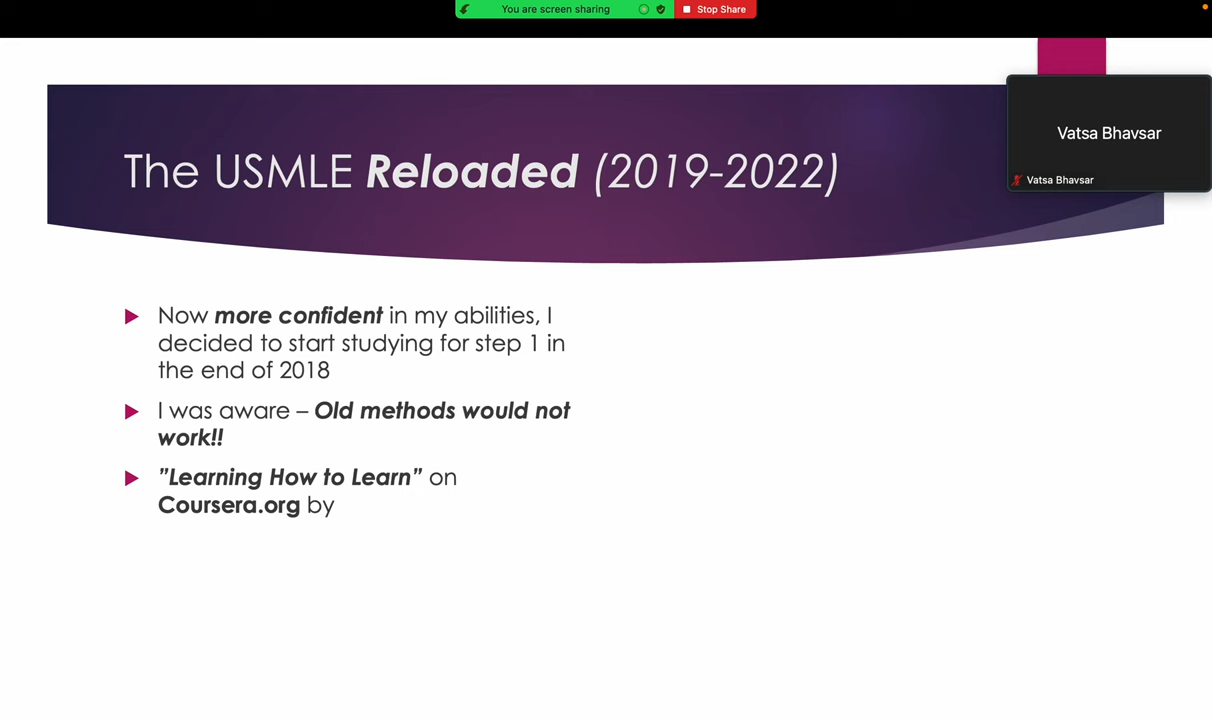 You are screen sharing
Stop Share
Vatsa Bhavsar
Vatsa Bhavsar
The USMLE Reloaded (2019-2022)
Now more confident in my abilities, I
decided to start studying for step 1 in
the end of 2018
I was aware – Old methods would not
work!!
”Learning How to Learn” on
Coursera.org by